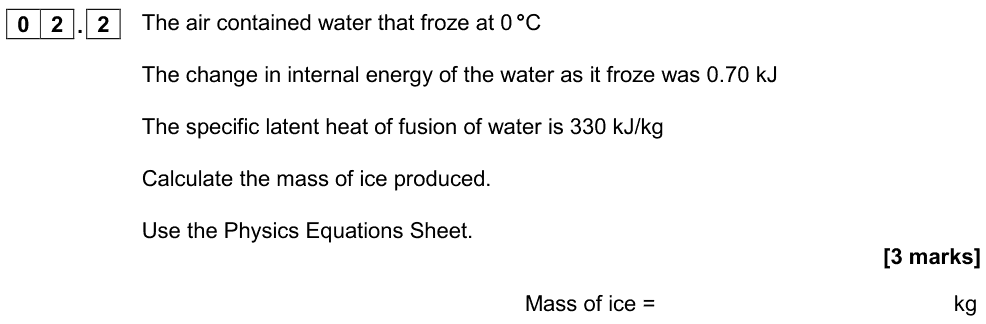 02.2 The air contained water that froze at 0 °C
The change in internal energy of the water as it froze was 0.70 kJ
The specific latent heat of fusion of water is 330 kJ/kg
Calculate the mass of ice produced.
Use the Physics Equations Sheet.
[3 marks]
Mass of ice = kg